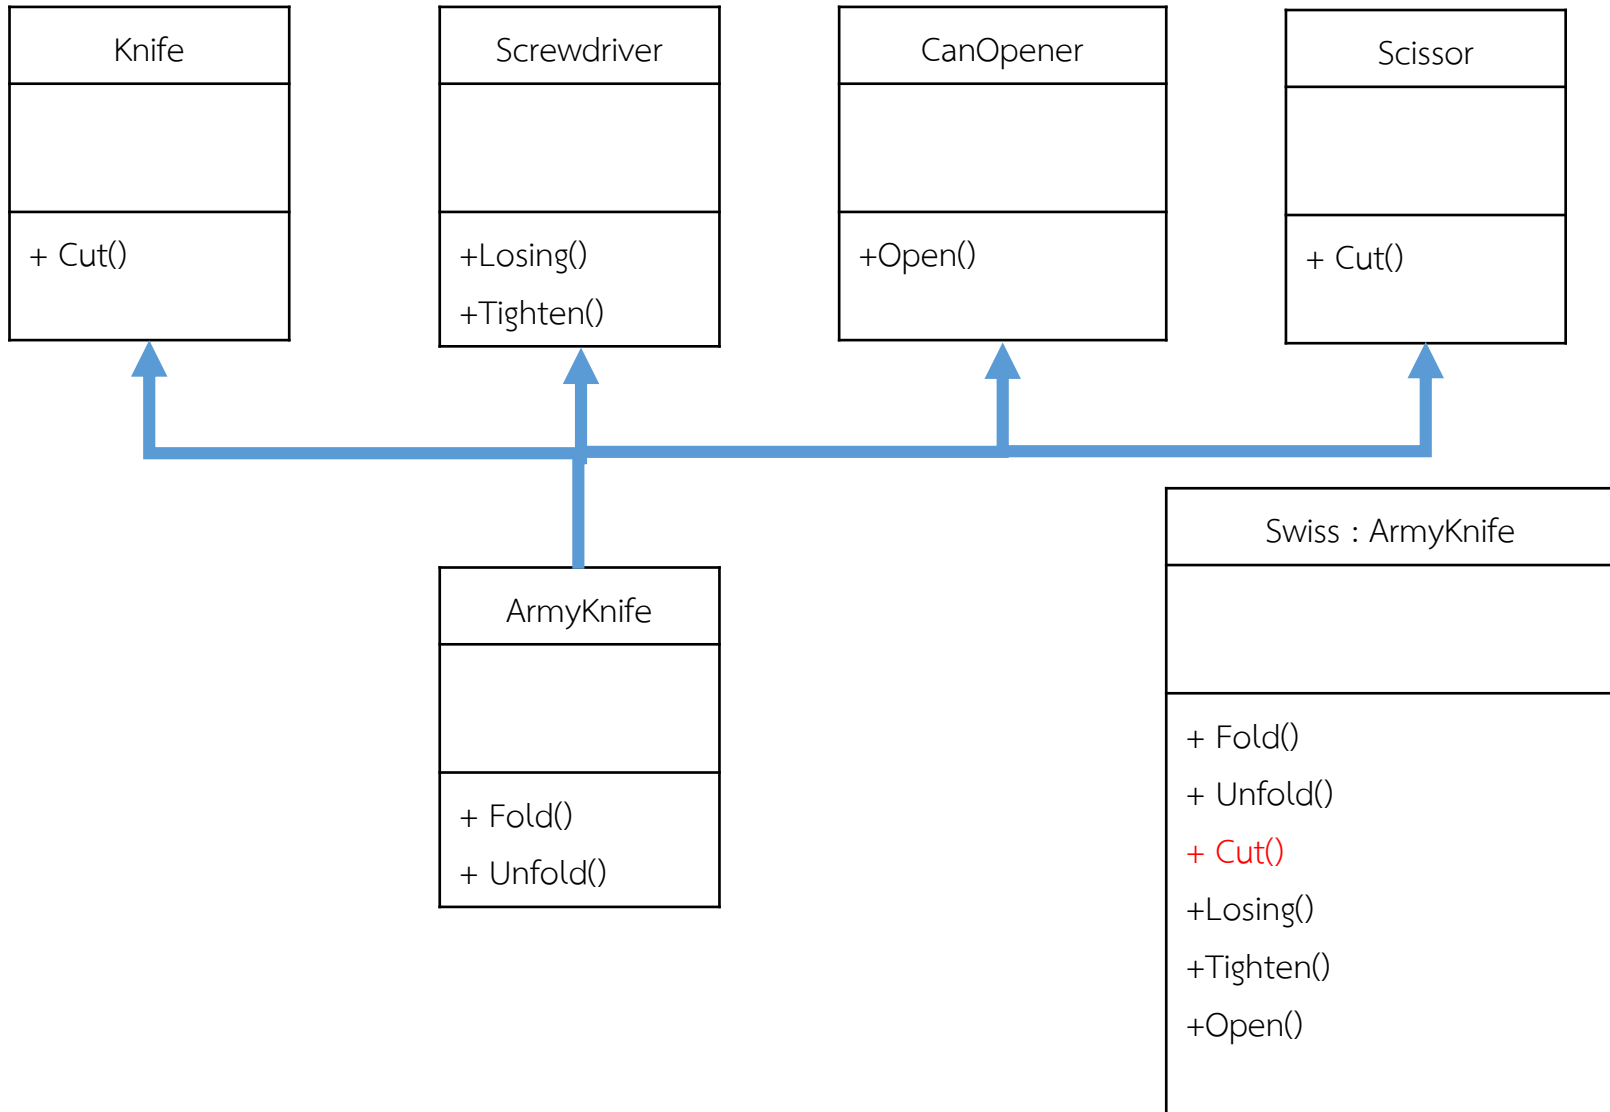 Knife
+ Cut()
Screwdriver
+Losing()
+Tighten()
CanOpener
+Open()
Scissor
+ Cut()
ArmyKnife
+ Fold()
+ Unfold()
Swiss : ArmyKnife
+ Fold()
+ Unfold()
+ Cut()
+Losing()
+Tighten()
+Open()